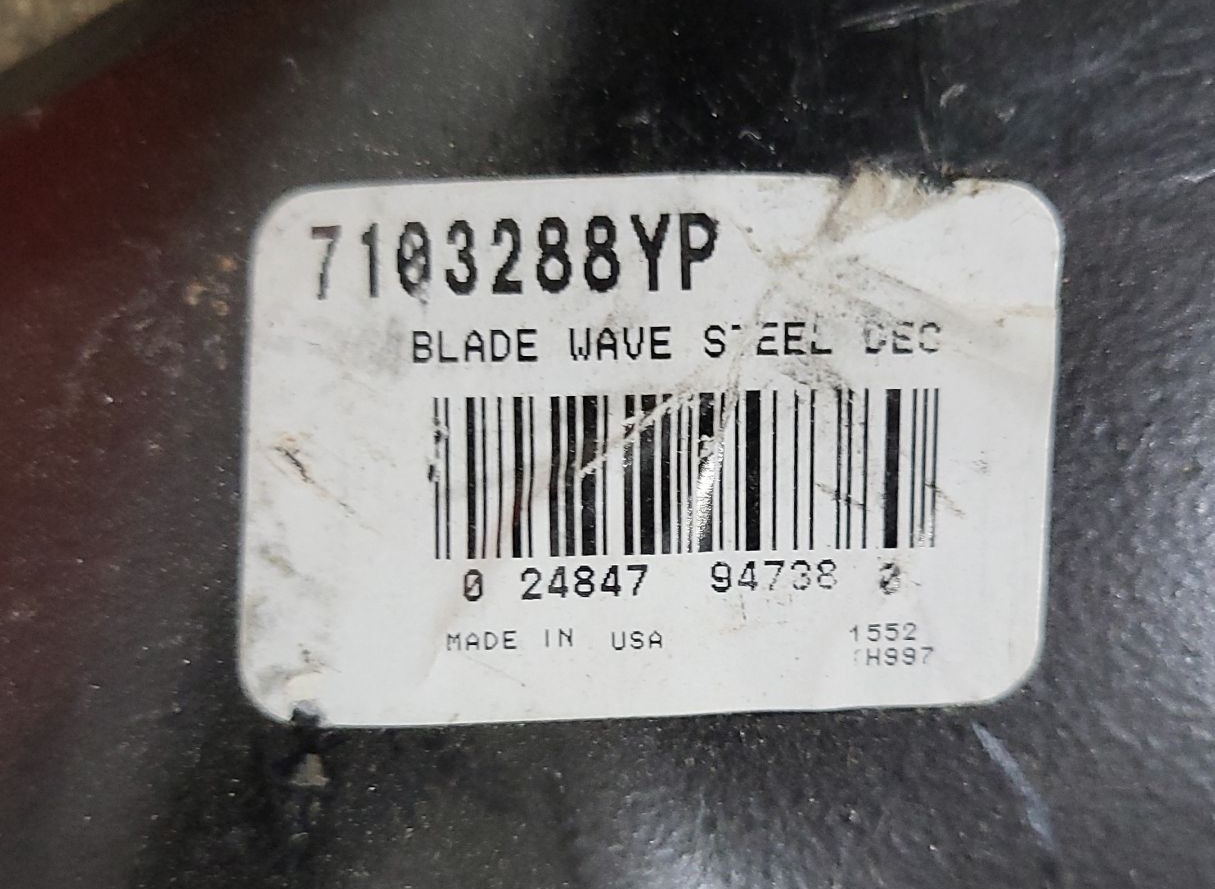 7103288YP
BLADE WAVE STEEL DEC
0 24847 94738 0
MADE IN USA
1552
H997